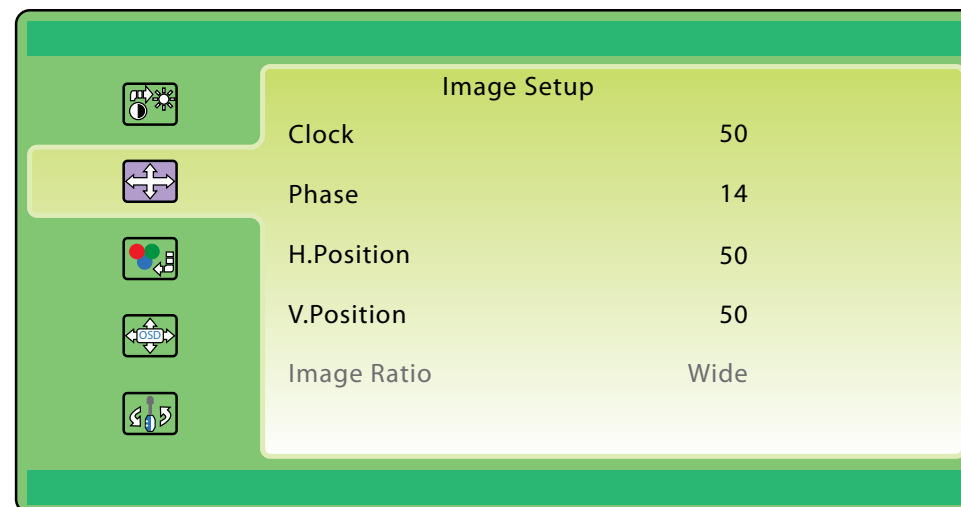 Image Setup
Clock 50
Phase 14
H.Position 50
V.Position 50
Image Ratio Wide
OSD